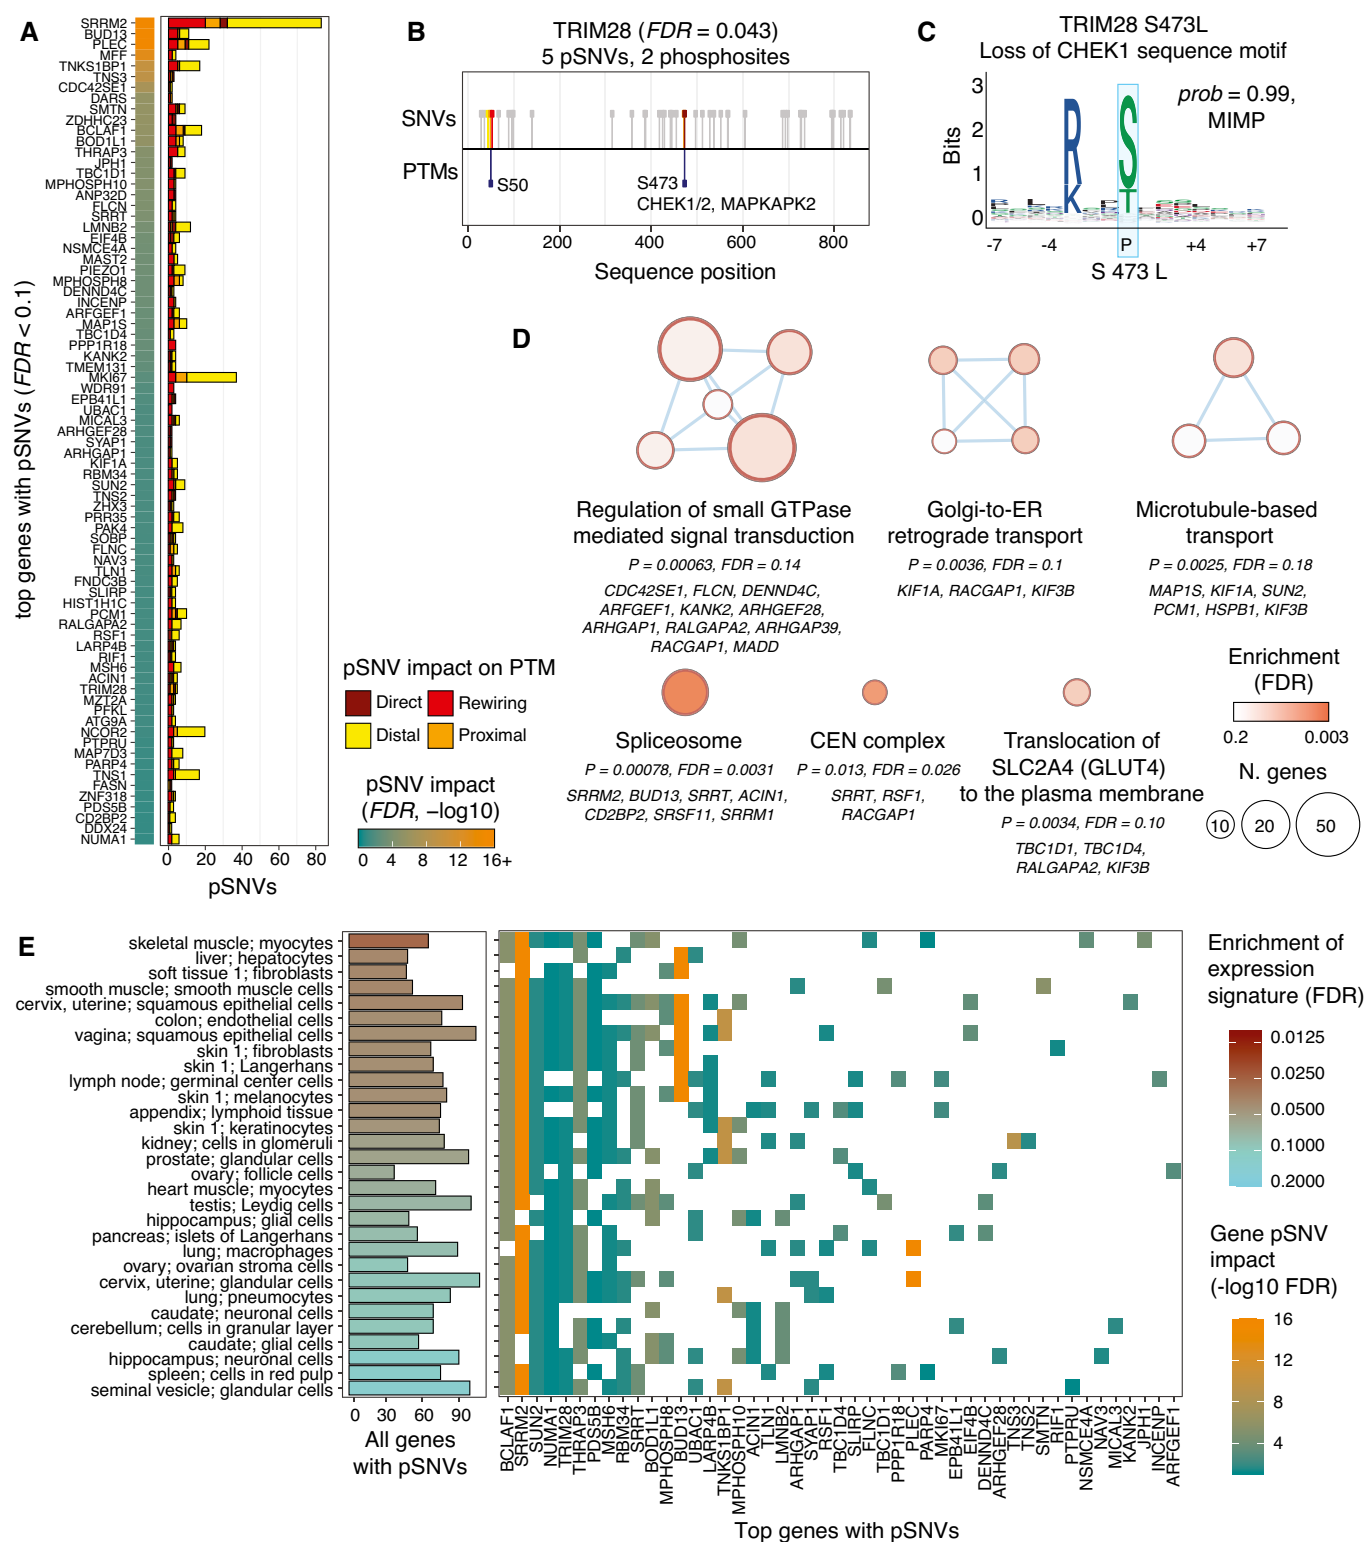 A
top genes with pSNVs (FDR < 0.1)
SRRM2
BUD13
PLEC
MFF
TNKS1BP1
TNS3
CDC42SE1
DARS
SMTN
ZDHHC23
BCLAF1
BOD1L1
THRAP3
JPH1
TBC1D1
MPHOSPH10
ANP32D
FLCN
SRRT
LMNB2
EIF4B
NSMCE4A
MAST2
PIEZO1
MPHOSPH8
DENND4C
INCENP
ARFGEF1
MAP1S
TBC1D4
PPP1R18
KANK2
TMEM131
MKI67
WDR91
EPB41L1
UBAC1
MICAL3
ARHGEF28
SYAP1
ARHGAP1
KIF1A
RBM34
SUN2
TNS2
ZHX3
PRR35
PAK4
SOBP
FLNC
NAV3
TLN1
FNDC3B
SLIRP
HIST1H1C
PCM1
RALGAPA2
RSF1
LARP4B
RIF1
MSH6
ACIN1
TRIM28
MZT2A
PFKL
ATG9A
NCOR2
PTPRU
MAP7D3
PARP4
TNS1
FASN
ZNF318
PDS5B
CD2BP2
DDX24
NUMA1
0 20 40 60 80
pSNVs
pSNV impact on PTM
Direct Rewiring
Distal Proximal
pSNV impact
(FDR, −log10)
0 4 8 12 16+
B
TRIM28 (FDR = 0.043)
5 pSNVs, 2 phosphosites
SNVs
PTMs
S50
S473
CHEK1/2, MAPKAPK2
0 200 400 600 800
Sequence position
C
TRIM28 S473L
Loss of CHEK1 sequence motif
prob = 0.99,
MIMP
Bits
3
2
1
0
R
K
S
T
-7 -4 P +4 +7
S 473 L
D
Regulation of small GTPase
mediated signal transduction
P = 0.00063, FDR = 0.14
CDC42SE1, FLCN, DENND4C,
ARFGEF1, KANK2, ARHGEF28,
ARHGAP1, RALGAPA2, ARHGAP39,
RACGAP1, MADD
Golgi-to-ER
retrograde transport
P = 0.0036, FDR = 0.1
KIF1A, RACGAP1, KIF3B
Microtubule-based
transport
P = 0.0025, FDR = 0.18
MAP1S, KIF1A, SUN2,
PCM1, HSPB1, KIF3B
Spliceosome
P = 0.00078, FDR = 0.0031
SRRM2, BUD13, SRRT, ACIN1,
CD2BP2, SRSF11, SRRM1
CEN complex
P = 0.013, FDR = 0.026
SRRT, RSF1,
RACGAP1
Translocation of
SLC2A4 (GLUT4)
to the plasma membrane
P = 0.0034, FDR = 0.10
TBC1D1, TBC1D4,
RALGAPA2, KIF3B
Enrichment
(FDR)
0.2 0.003
N. genes
10 20 50
E
skeletal muscle; myocytes
liver; hepatocytes
soft tissue 1; fibroblasts
smooth muscle; smooth muscle cells
cervix, uterine; squamous epithelial cells
colon; endothelial cells
vagina; squamous epithelial cells
skin 1; fibroblasts
skin 1; Langerhans
lymph node; germinal center cells
skin 1; melanocytes
appendix; lymphoid tissue
skin 1; keratinocytes
kidney; cells in glomeruli
prostate; glandular cells
ovary; follicle cells
heart muscle; myocytes
testis; Leydig cells
hippocampus; glial cells
pancreas; islets of Langerhans
lung; macrophages
ovary; ovarian stroma cells
cervix, uterine; glandular cells
lung; pneumocytes
caudate; neuronal cells
cerebellum; cells in granular layer
caudate; glial cells
hippocampus; neuronal cells
spleen; cells in red pulp
seminal vesicle; glandular cells
0 30 60 90
All genes
with pSNVs
BCLAF1
SRRM2
SUN2
NUMA1
TRIM28
THRAP3
PDS5B
MSH6
RBM34
SRRT
BOD1L1
MPHOSPH8
BUD13
UBAC1
LARP4B
TNKS1BP1
MPHOSPH10
ACIN1
TLN1
LMNB2
ARHGAP1
SYAP1
RSF1
TBC1D4
SLIRP
FLNC
TBC1D1
PPP1R18
PLEC
PARP4
MKI67
EPB41L1
EIF4B
DENND4C
ARHGEF28
TNS3
TNS2
SMTN
RIF1
PTPRU
NSMCE4A
NAV3
MICAL3
KANK2
JPH1
INCENP
ARFGEF1
Top genes with pSNVs
Enrichment of
expression
signature (FDR)
0.0125
0.0250
0.0500
0.1000
0.2000
Gene pSNV
impact
(-log10 FDR)
16
12
8
4